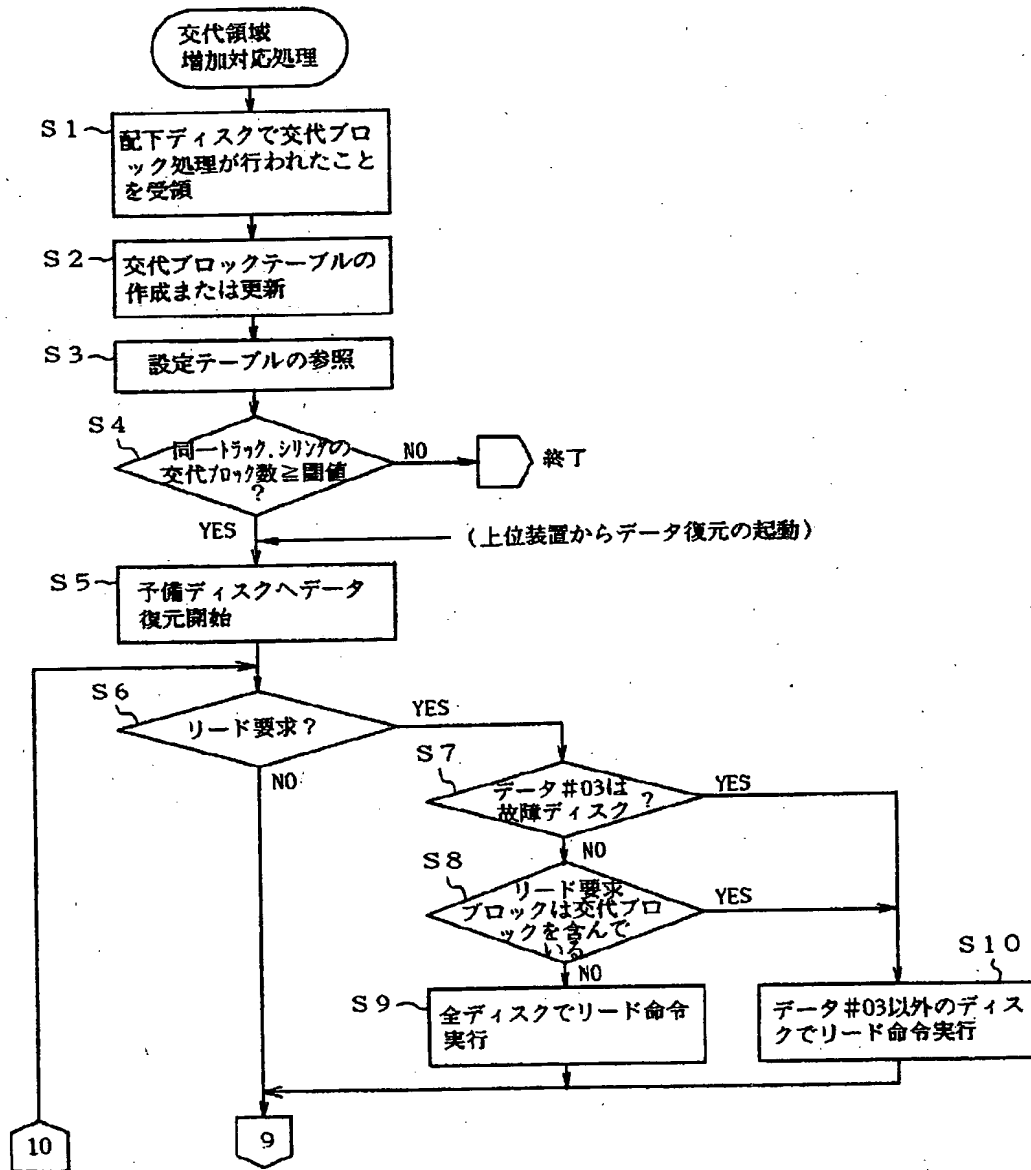 交代領域
増加対応処理
S1
配下ディスクで交代ブロ
ック処理が行われたこと
を受領
S2
交代ブロックテーブルの
作成または更新
S3
設定テーブルの参照
S4
同一トラック.シリンダの
交代ブロック数≧閾値
?
NO
終了
YES
(上位装置からデータ復元の起動)
S5
予備ディスクへデータ
復元開始
S6
リード要求?
YES
NO
S7
データ#03は
故障ディスク
?
YES
NO
S8
リード要求
ブロックは交代ブロ
ックを含んで
いる
YES
NO
S9
全ディスクでリード命令
実行
S10
データ#03以外のディス
クでリード命令実行
10
9